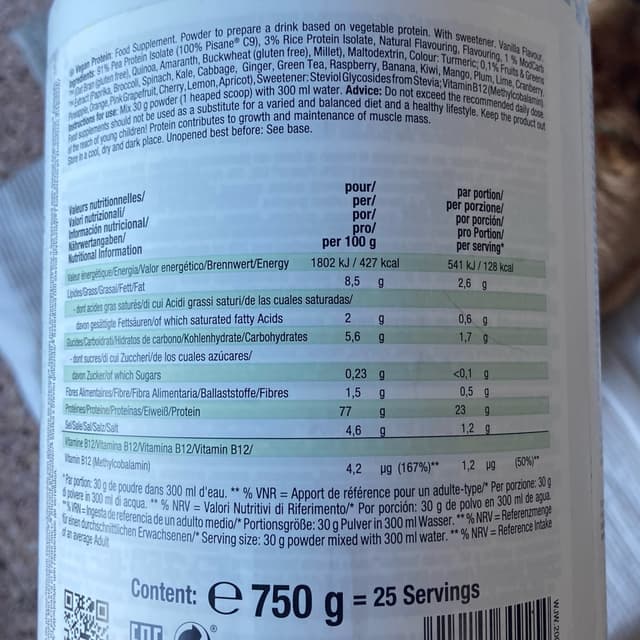 Vegan Protein. Food Supplement. Powder to prepare a drink based on vegetable protein. With sweetener. Vanilla Flavour.
Ingredients: 91% Pea Protein Isolate (100% Pisane® C9), 3% Rice Protein Isolate, Natural Flavouring, Flavouring, 1 %
(Oat Bran (gluten free), Quinoa, Amaranth, Buckwheat (gluten free), Millet), Maltodextrin, Colour: Turmeric; 0,1% Fruits & Greens
Extract Paprika, Broccoli, Spinach, Kale, Cabbage, Ginger, Green Tea, Raspberry, Banana, Kiwi, Mango, Plum, Lime, Cranberry,
Pineapple, Orange, Pink Grapefruit, Cherry, Lemon, Apricot), Sweetener: Steviol Glycosides from Stevia; Vitamin B12 (Methylcobalamin).
Instructions for use: Mix 30 g powder (1 heaped scoop) with 300 ml water. Advice: Do not exceed the recommended daily dose.
Food supplements should not be used as a substitute for a varied and balanced diet and a healthy lifestyle. Keep the product out
of the reach of young children! Protein contributes to growth and maintenance of muscle mass.
Store in a cool, dry and dark place. Unopened best before: See base.
Valeurs nutritionnelles/
Valori nutrizionali/
Información nutricional/
Nährwertangaben/
Nutritional Information
pour/
per/
por/
pro/
per 100 g
par portion/
per porzione/
por porción/
pro Portion/
per serving*
Valeur énergétique/Energia/Valor energético/Brennwert/Energy 1802 kJ / 427 kcal 541 kJ / 128 kcal
Lipides/Grassi/Grasa/Fett/Fat 8,5 g 2,6 g
- dont acides gras saturés/di cui Acidi grassi saturi/de las cuales saturadas/
davon gesättigte Fettsäuren/of which saturated fatty Acids 2 g 0,6 g
Glucides/Carboidrati/Hidratos de carbono/Kohlenhydrate/Carbohydrates 5,6 g 1,7 g
- dont sucres/di cui Zuccheri/de los cuales azúcares/
davon Zucker/of which Sugars 0,23 g <0,1 g
Fibres Alimentaires/Fibre/Fibra Alimentaria/Ballaststoffe/Fibres 1,5 g 0,5 g
Protéines/Proteine/Proteínas/Eiweiß/Protein 77 g 23 g
Sel/Sale/Sal/Salz/Salt 4,6 g 1,2 g
Vitamine B12/Vitamina B12/Vitamina B12/Vitamin B12/
Vitamin B12 (Methylcobalamin) 4,2 µg (167%)** 1,2 µg (50%)**
* Par portion: 30 g de poudre dans 300 ml d'eau. ** % VNR = Apport de référence pour un adulte-type/* Per porzione: 30 g
di polvere in 300 ml di acqua. ** % NRV = Valori Nutritivi di Riferimento/* Por porción: 30 g de polvo en 300 ml de agua.
** % VRN = Ingesta de referencia de un adulto medio/* Portionsgröße: 30 g Pulver in 300 ml Wasser. ** % NRV = Referenzmenge
für einen durchschnittlichen Erwachsenen/* Serving size: 30 g powder mixed with 300 ml water. ** % NRV = Reference Intake
of an average Adult
Content: ℮ 750 g = 25 Servings